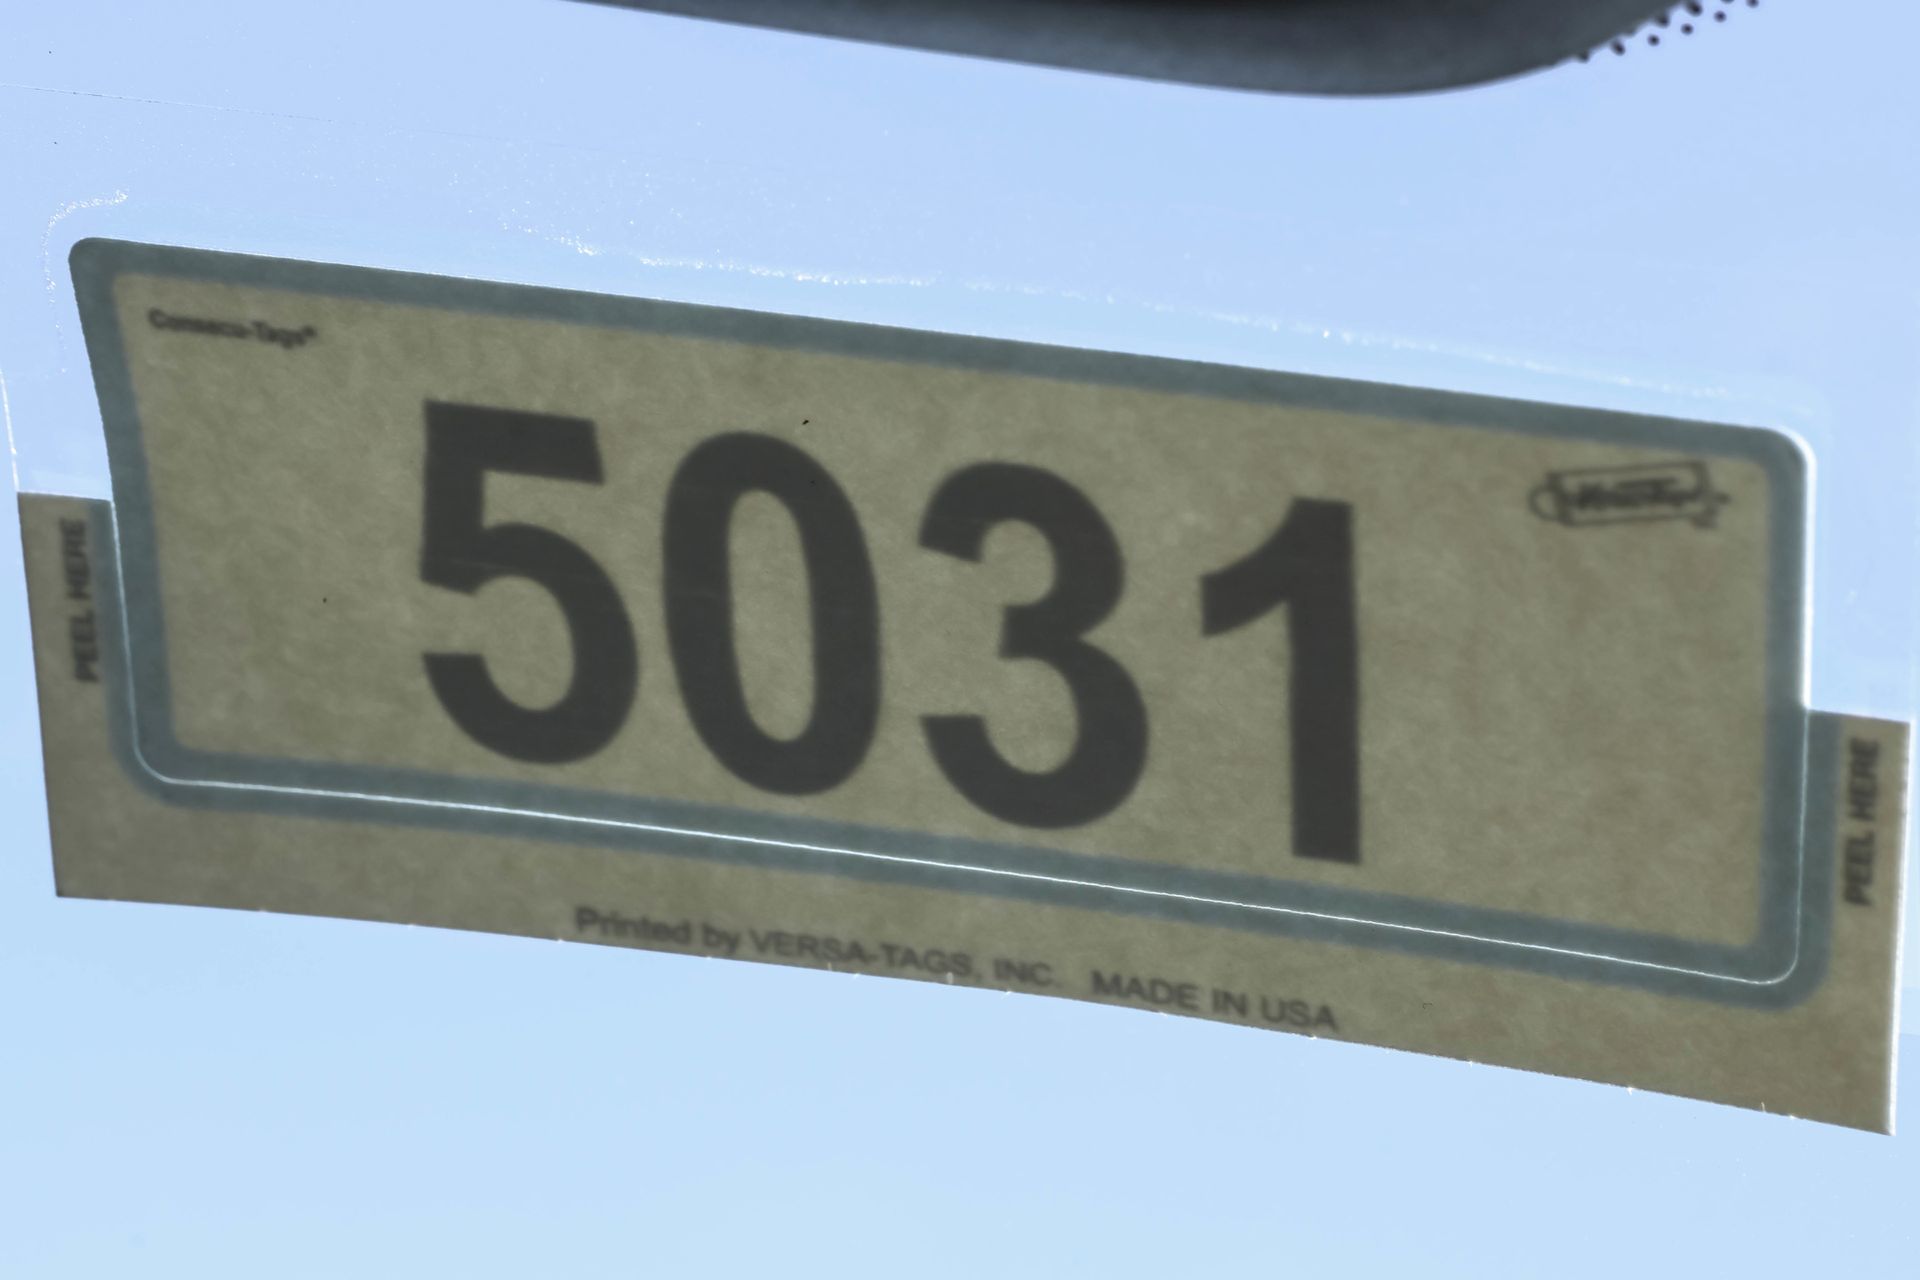 Consecu-Tags®
5031
PEEL HERE
PEEL HERE
Printed by VERSA-TAGS, INC. MADE IN USA